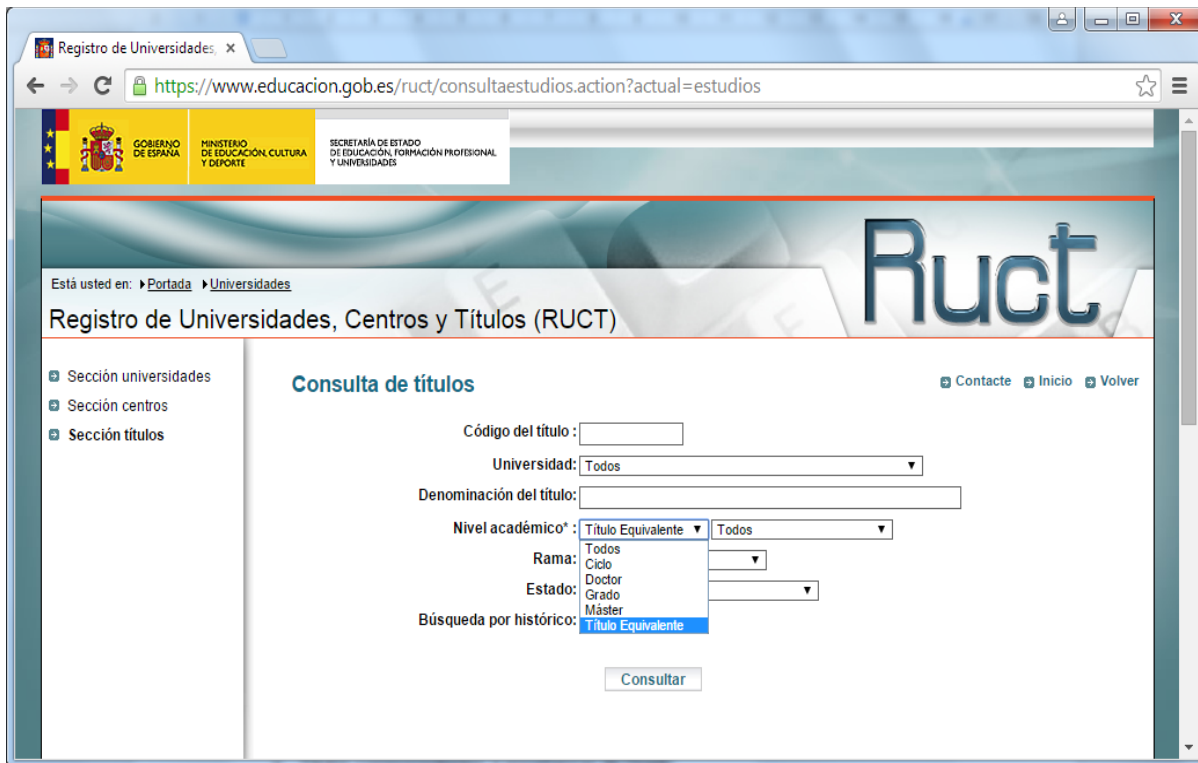 Registro de Universidades,
https://www.educacion.gob.es/ruct/consultaestudios.action?actual=estudios
GOBIERNO
DE ESPAÑA
MINISTERIO
DE EDUCACIÓN, CULTURA
Y DEPORTE
SECRETARÍA DE ESTADO
DE EDUCACIÓN, FORMACIÓN PROFESIONAL
Y UNIVERSIDADES
Ruct
Está usted en: Portada Universidades
Registro de Universidades, Centros y Títulos (RUCT)
Sección universidades
Sección centros
Sección títulos
Consulta de títulos
Contacte Inicio Volver
Código del título :
Universidad: Todos
Denominación del título:
Nivel académico* : Título Equivalente Todos
Todos
Ciclo
Doctor
Grado
Máster
Título Equivalente
Rama:
Estado:
Búsqueda por histórico:
Consultar